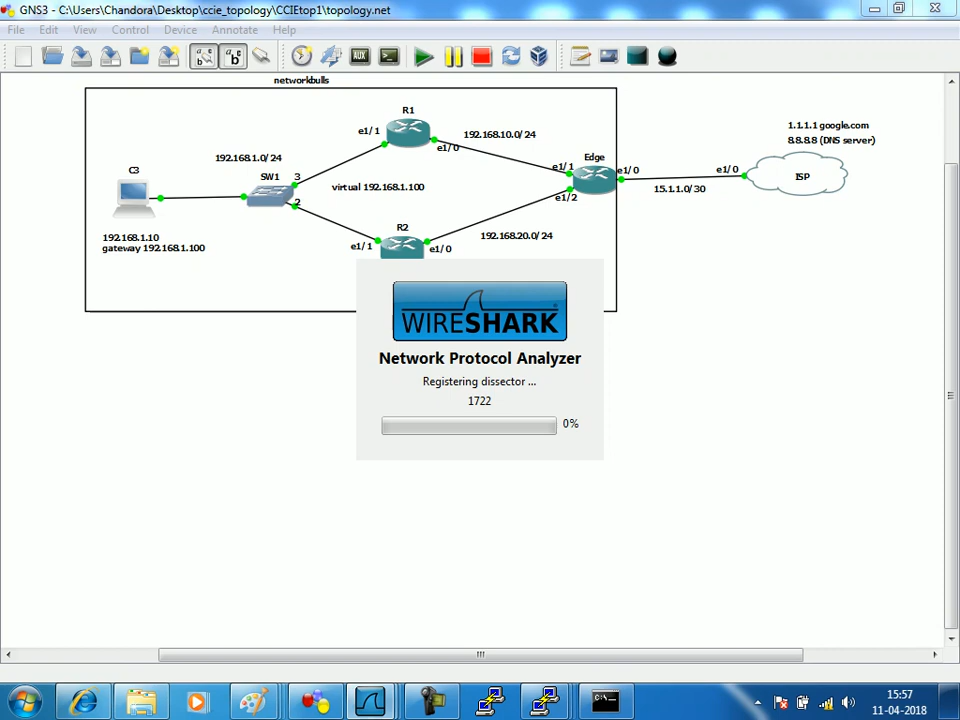 GNS3 - C:\Users\Chandora\Desktop\ccie_topology\CCIEtop1\topology.net
File Edit View Control Device Annotate Help
AUX
networkbulls
R1
e1/1
192.168.10.0/24
e1/0
1.1.1.1 google.com
8.8.8.8 (DNS server)
192.168.1.0/24
Edge
C3
SW1
3
e1/1
e1/0
e1/0
ISP
virtual 192.168.1.100
15.1.1.0/30
2
e1/2
R2
192.168.20.0/24
192.168.1.10
gateway 192.168.1.100
e1/1
e1/0
WIRESHARK
Network Protocol Analyzer
Registering dissector ...
1722
0%
15:57
11-04-2018